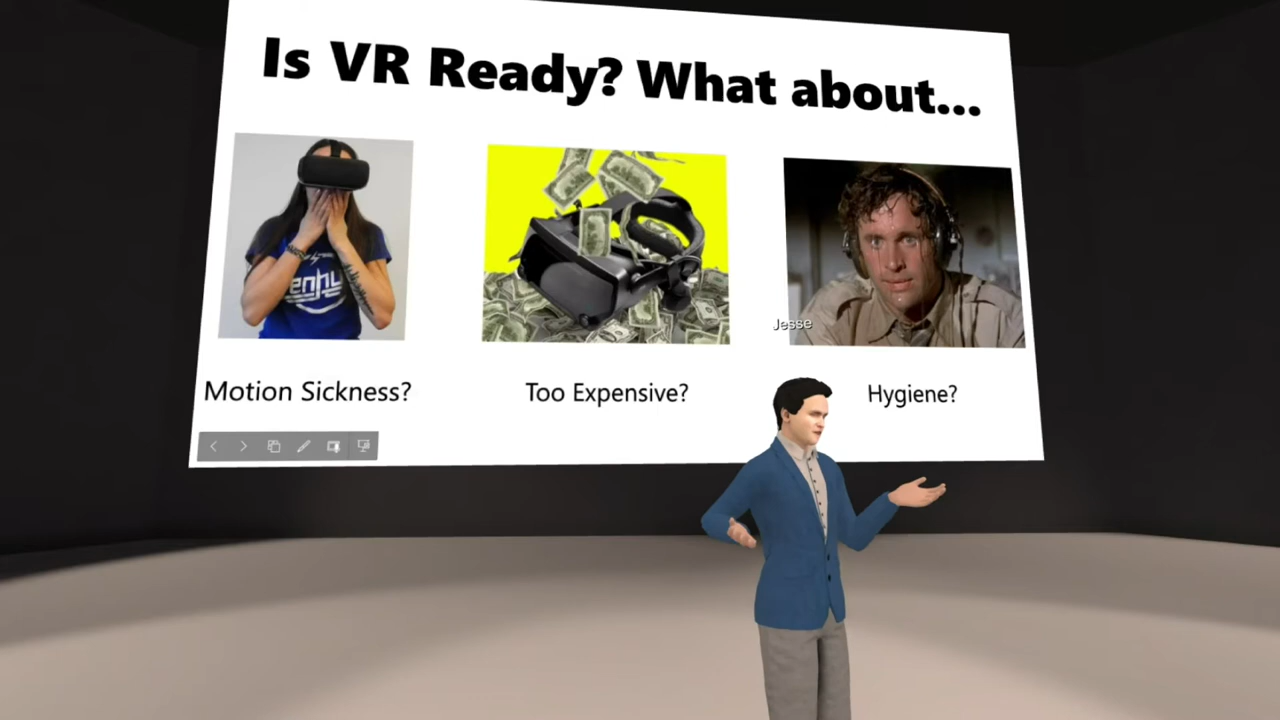 Is VR Ready? What about...
Jesse
Motion Sickness?
Too Expensive?
Hygiene?